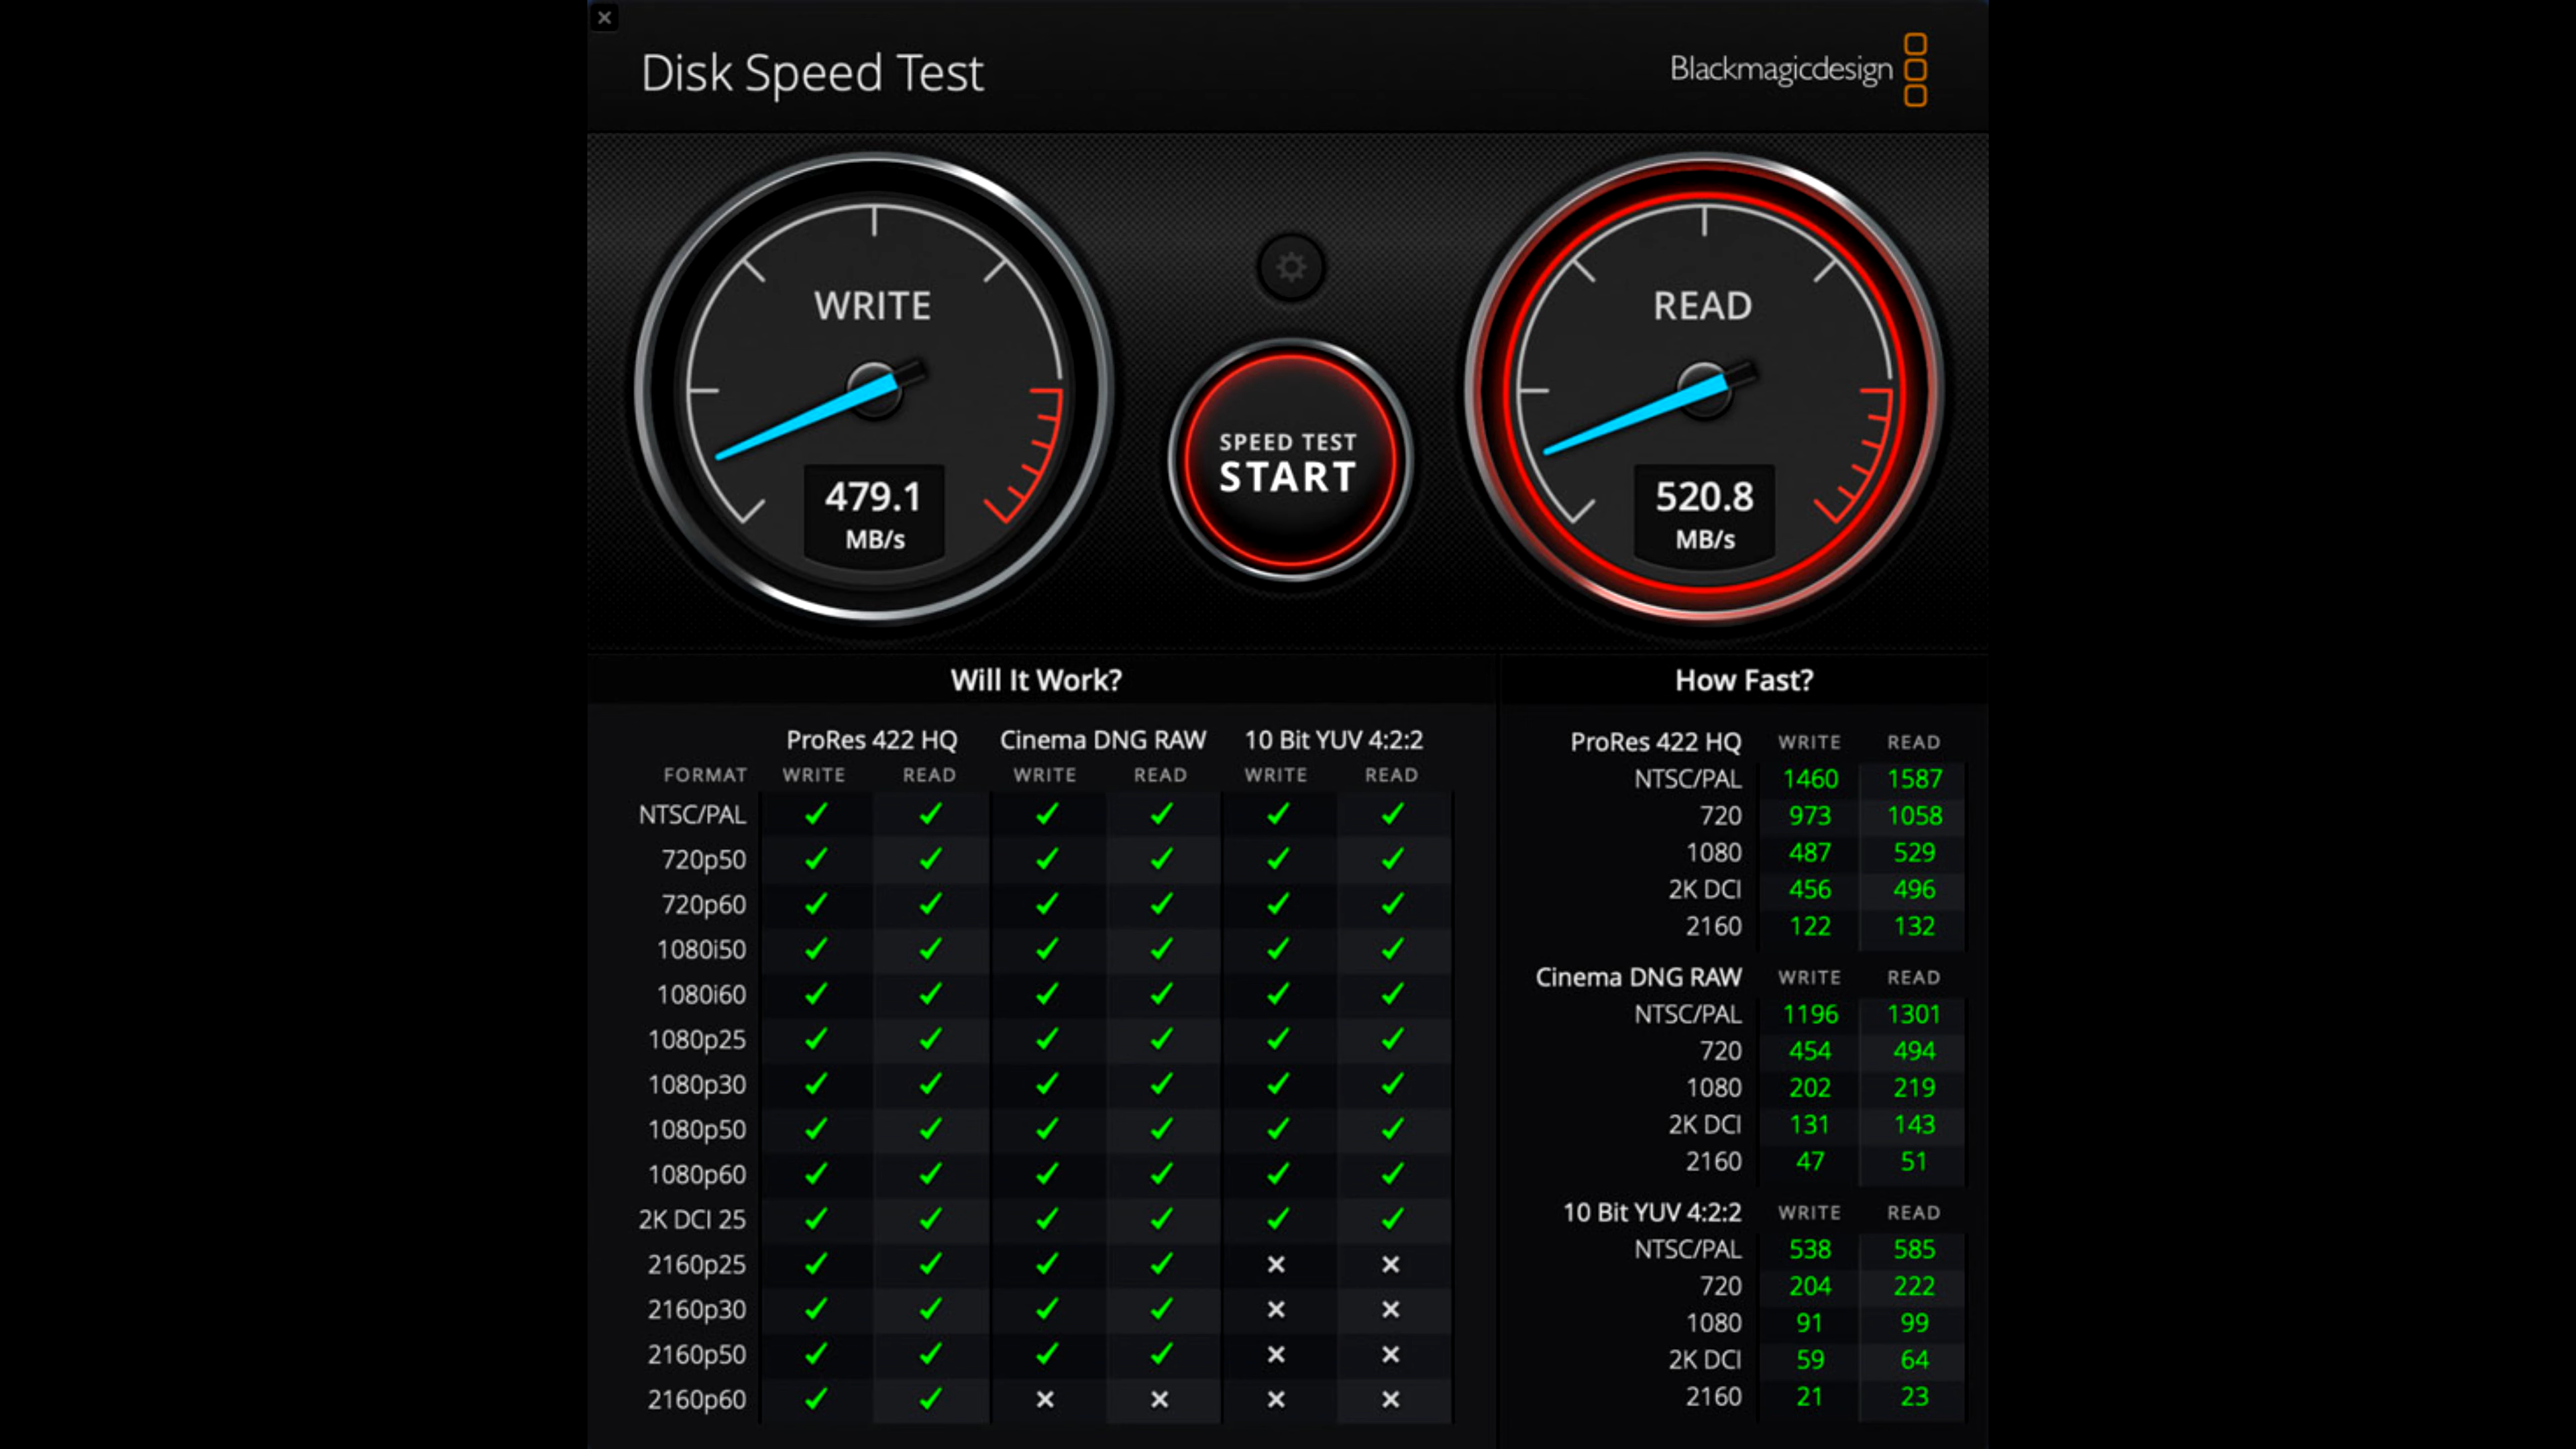 Disk Speed Test
Blackmagicdesign
WRITE
479.1
MB/s
SPEED TEST
START
READ
520.8
MB/s
Will It Work?
ProRes 422 HQ Cinema DNG RAW 10 Bit YUV 4:2:2
FORMAT WRITE READ WRITE READ WRITE READ
NTSC/PAL ✓ ✓ ✓ ✓ ✓ ✓
720p50 ✓ ✓ ✓ ✓ ✓ ✓
720p60 ✓ ✓ ✓ ✓ ✓ ✓
1080i50 ✓ ✓ ✓ ✓ ✓ ✓
1080i60 ✓ ✓ ✓ ✓ ✓ ✓
1080p25 ✓ ✓ ✓ ✓ ✓ ✓
1080p30 ✓ ✓ ✓ ✓ ✓ ✓
1080p50 ✓ ✓ ✓ ✓ ✓ ✓
1080p60 ✓ ✓ ✓ ✓ ✓ ✓
2K DCI 25 ✓ ✓ ✓ ✓ ✓ ✓
2160p25 ✓ ✓ ✓ ✓ × ×
2160p30 ✓ ✓ ✓ ✓ × ×
2160p50 ✓ ✓ ✓ ✓ × ×
2160p60 ✓ ✓ × × × ×
How Fast?
ProRes 422 HQ WRITE READ
NTSC/PAL 1460 1587
720 973 1058
1080 487 529
2K DCI 456 496
2160 122 132
Cinema DNG RAW WRITE READ
NTSC/PAL 1196 1301
720 454 494
1080 202 219
2K DCI 131 143
2160 47 51
10 Bit YUV 4:2:2 WRITE READ
NTSC/PAL 538 585
720 204 222
1080 91 99
2K DCI 59 64
2160 21 23